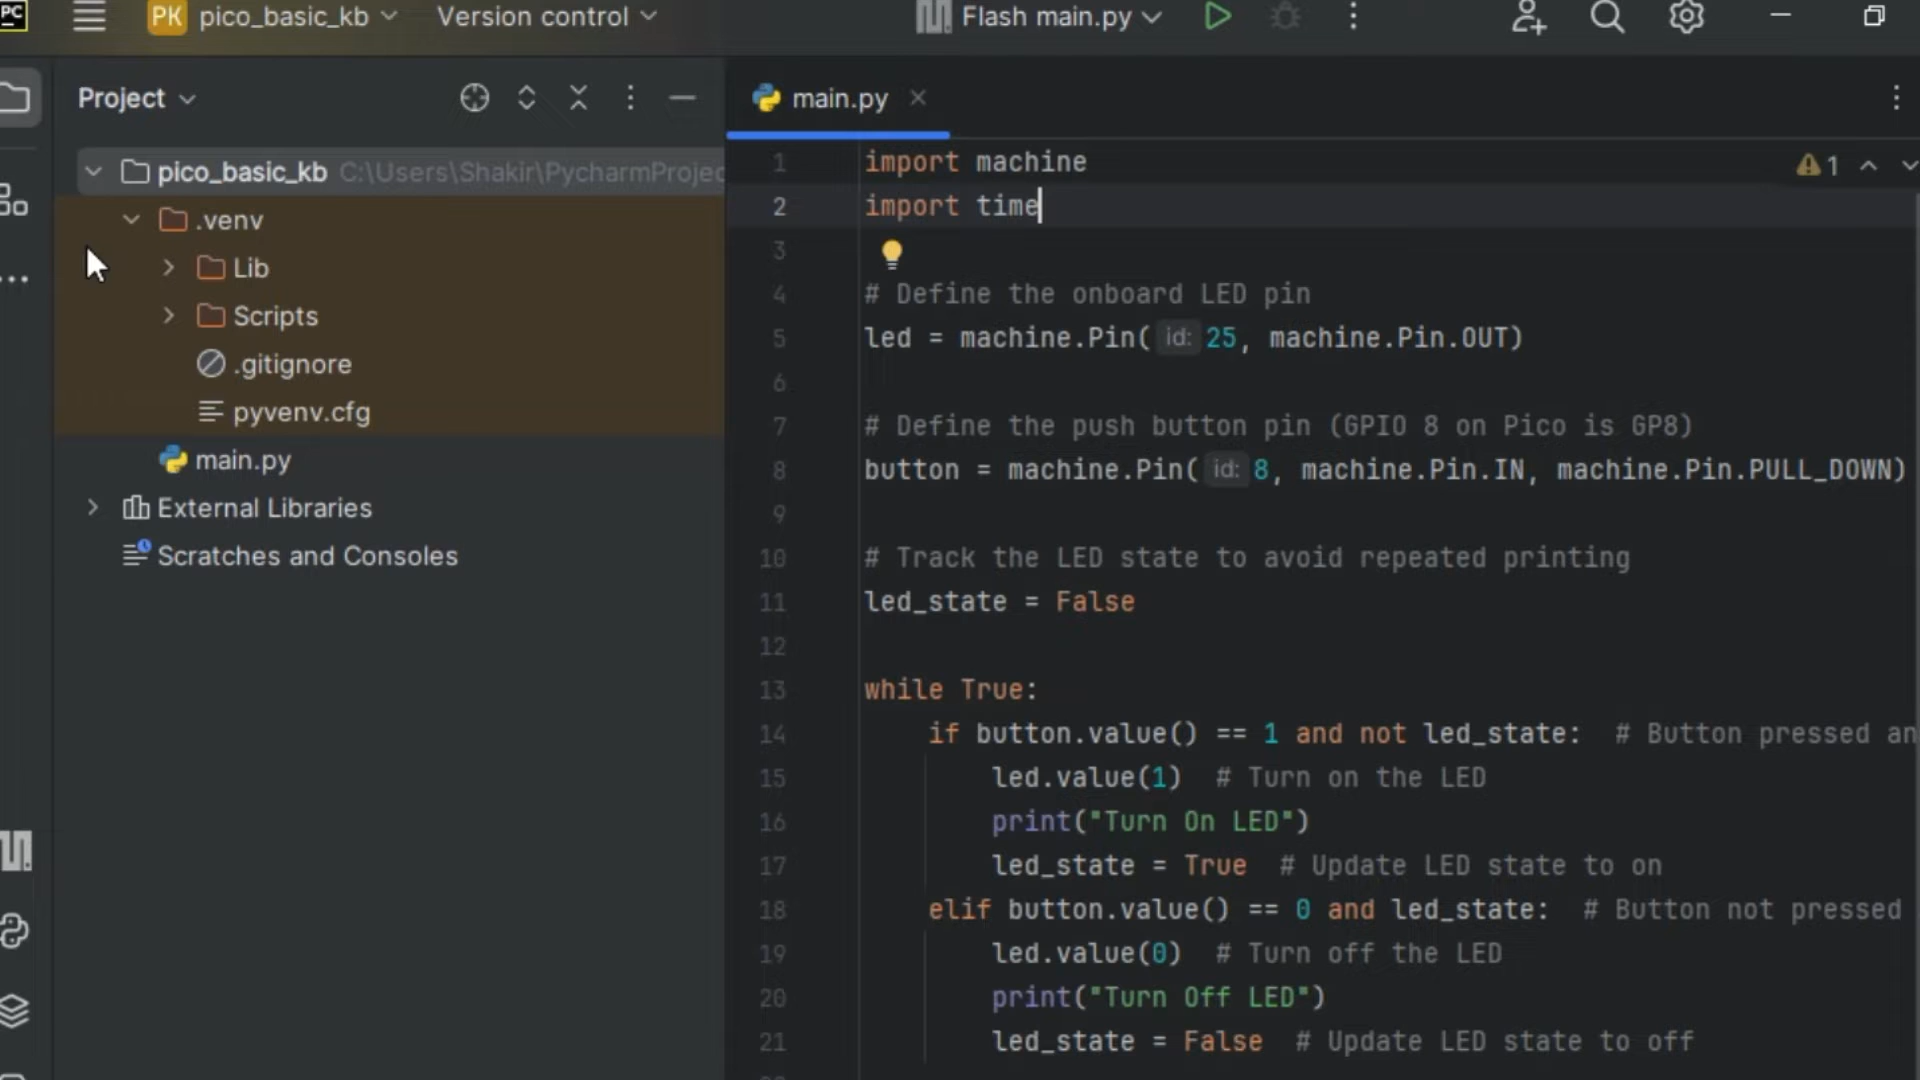 PC
PK pico_basic_kb Version control Flash main.py
Project
main.py
pico_basic_kb C:\Users\Shakir\PycharmProjec
.venv
Lib
Scripts
.gitignore
pyvenv.cfg
main.py
External Libraries
Scratches and Consoles
1 import machine
1
2 import time
3
4 # Define the onboard LED pin
5 led = machine.Pin( id: 25, machine.Pin.OUT)
6
7 # Define the push button pin (GPIO 8 on Pico is GP8)
8 button = machine.Pin( id: 8, machine.Pin.IN, machine.Pin.PULL_DOWN)
9
10 # Track the LED state to avoid repeated printing
11 led_state = False
12
13 while True:
14 if button.value() == 1 and not led_state: # Button pressed an
15 led.value(1) # Turn on the LED
16 print("Turn On LED")
17 led_state = True # Update LED state to on
18 elif button.value() == 0 and led_state: # Button not pressed
19 led.value(0) # Turn off the LED
20 print("Turn Off LED")
21 led_state = False # Update LED state to off